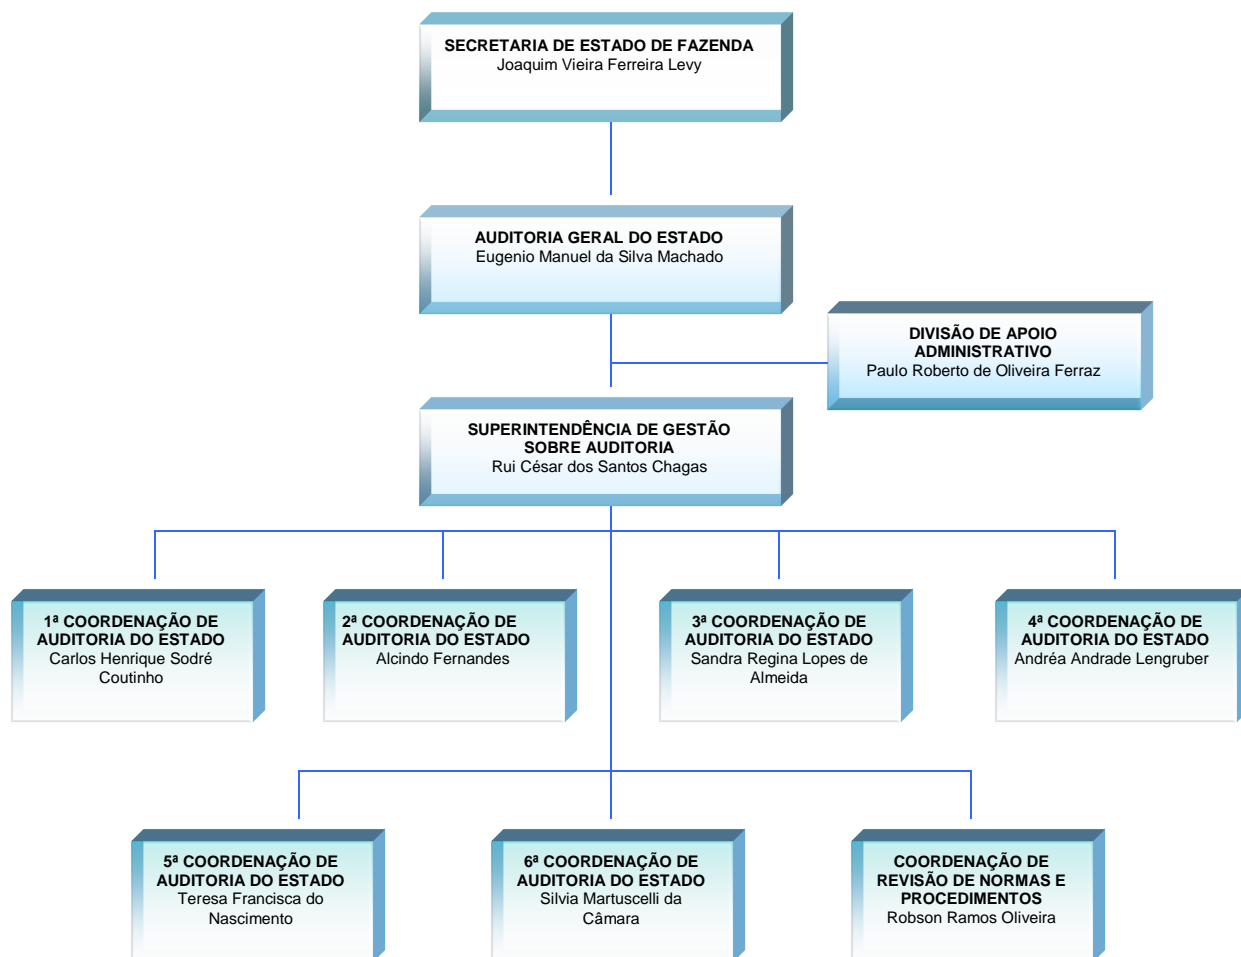 SECRETARIA DE ESTADO DE FAZENDA
Joaquim Vieira Ferreira Levy
AUDITORIA GERAL DO ESTADO
Eugenio Manuel da Silva Machado
DIVISÃO DE APOIO
ADMINISTRATIVO
Paulo Roberto de Oliveira Ferraz
SUPERINTENDÊNCIA DE GESTÃO
SOBRE AUDITORIA
Rui César dos Santos Chagas
1ª COORDENAÇÃO DE
AUDITORIA DO ESTADO
Carlos Henrique Sodré
Coutinho
2ª COORDENAÇÃO DE
AUDITORIA DO ESTADO
Alcindo Fernandes
3ª COORDENAÇÃO DE
AUDITORIA DO ESTADO
Sandra Regina Lopes de
Almeida
4ª COORDENAÇÃO DE
AUDITORIA DO ESTADO
Andréa Andrade Lengruber
5ª COORDENAÇÃO DE
AUDITORIA DO ESTADO
Teresa Francisca do
Nascimento
6ª COORDENAÇÃO DE
AUDITORIA DO ESTADO
Silvia Martuscelli da
Câmara
COORDENAÇÃO DE
REVISÃO DE NORMAS E
PROCEDIMENTOS
Robson Ramos Oliveira